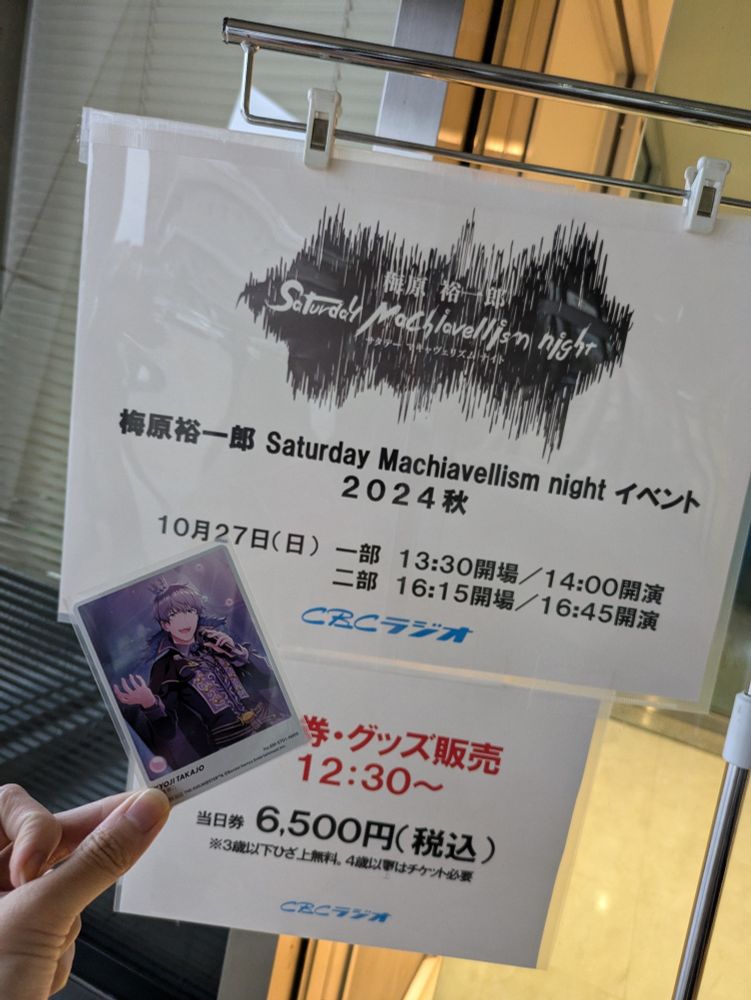 梅原 裕一郎
Saturday Machiavellism night
サタデー マキャヴェリズム ナイト
梅原裕一郎 Saturday Machiavellism night イベント
2024秋
10月27日(日) 一部 13:30開場/14:00開演
二部 16:15開場/16:45開演
CBCラジオ
券・グッズ販売
12:30～
当日券 6,500円(税込)
※3歳以下ひざ上無料。4歳以上はチケット必要
CBCラジオ
KYOJI TAKAJO